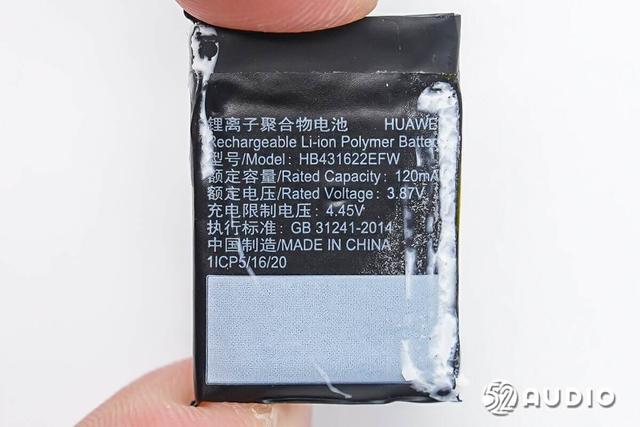 锂离子聚合物电池 HUAWE
Rechargeable Li-ion Polymer Batter
型号/Model: HB431622EFW
额定容量/Rated Capacity: 120mA
额定电压/Rated Voltage: 3.87V
充电限制电压: 4.45V
执行标准: GB 31241-2014
中国制造/MADE IN CHINA
1ICP5/16/20
52 AUDIO